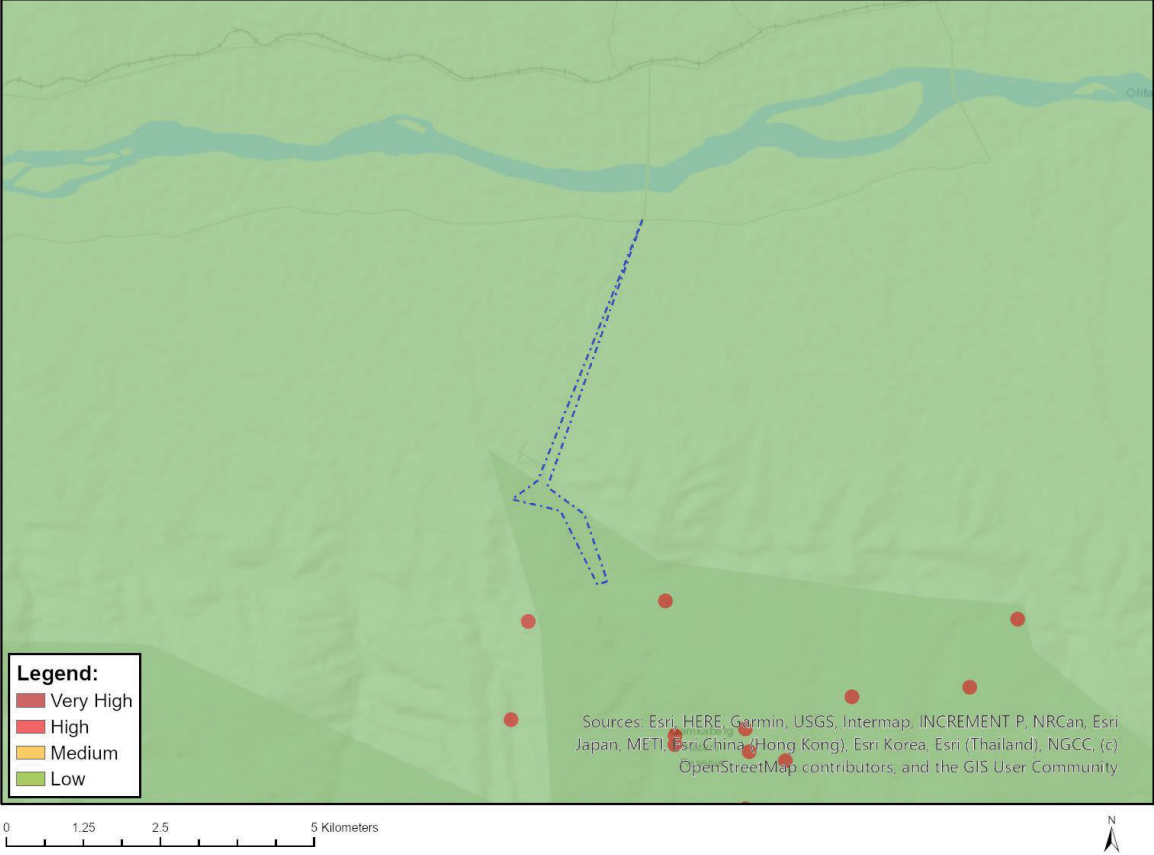 Legend:
Very High
High
Medium
Low
Sources: Esri, HERE, Garmin, USGS, Intermap, INCREMENT P, NRCan, Esri
Japan, METI, Esri China (Hong Kong), Esri Korea, Esri (Thailand), NGCC, (c)
OpenStreetMap contributors, and the GIS User Community
0 1.25 2.5 5 Kilometers
N